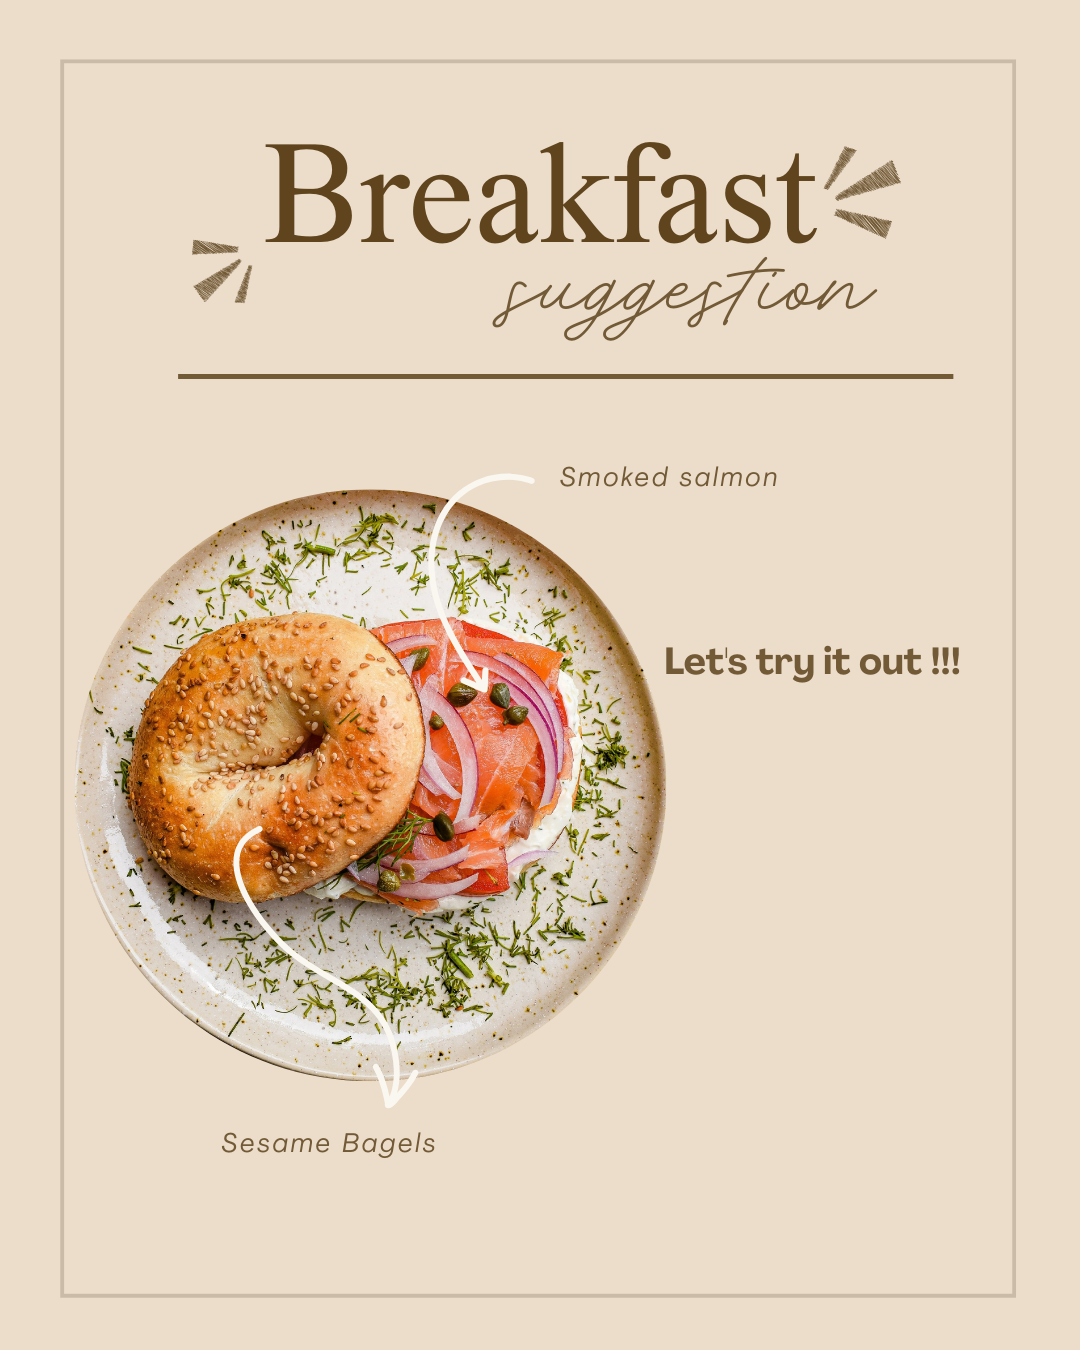 Breakfast
suggestion
Smoked salmon
Let's try it out !!!
Sesame Bagels